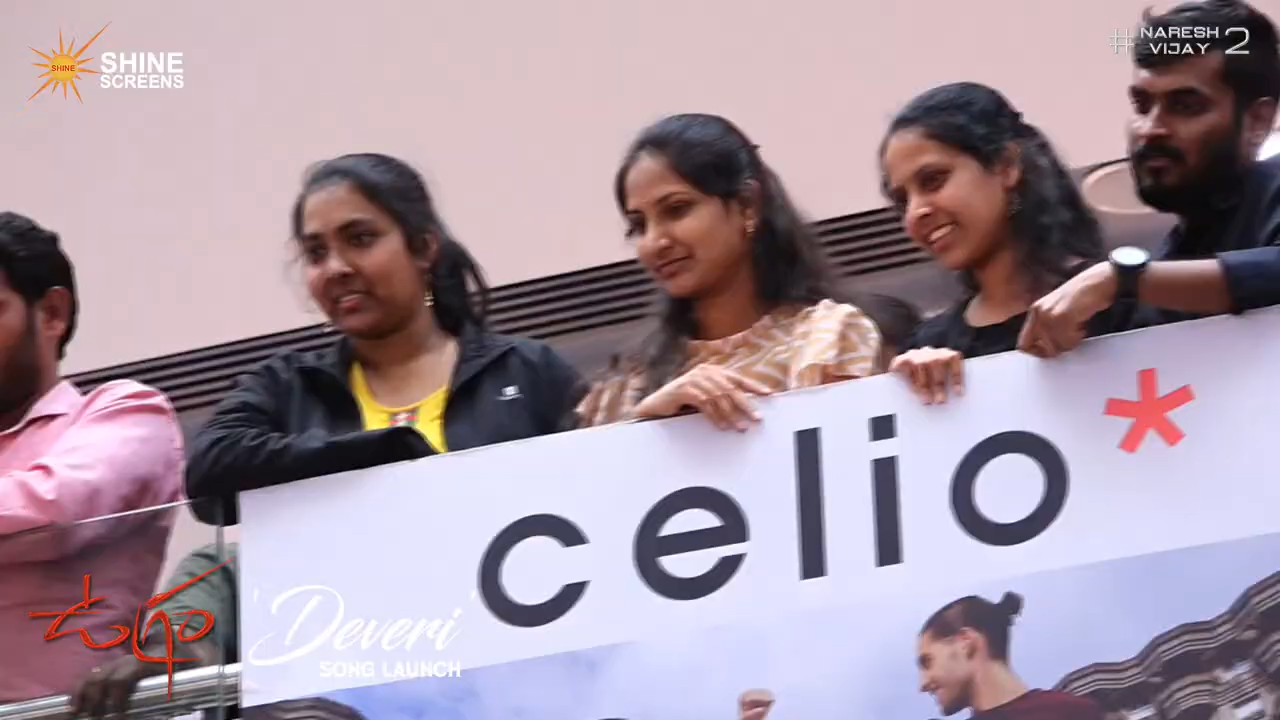 SHINE
SHINE
SCREENS
# NARESH
VIJAY 2
celio*
ఉగ్రం
'Deveri'
SONG LAUNCH